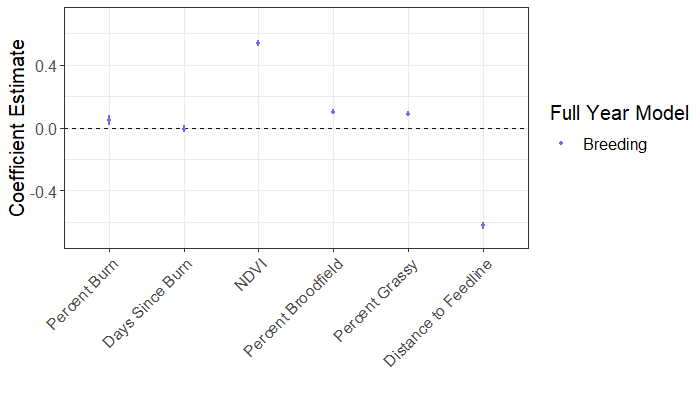 Coefficient Estimate
0.4
0.0
-0.4
Percent Burn
Days Since Burn
NDVI
Percent Broodfield
Percent Grassy
Distance to Feedline
Full Year Model
Breeding